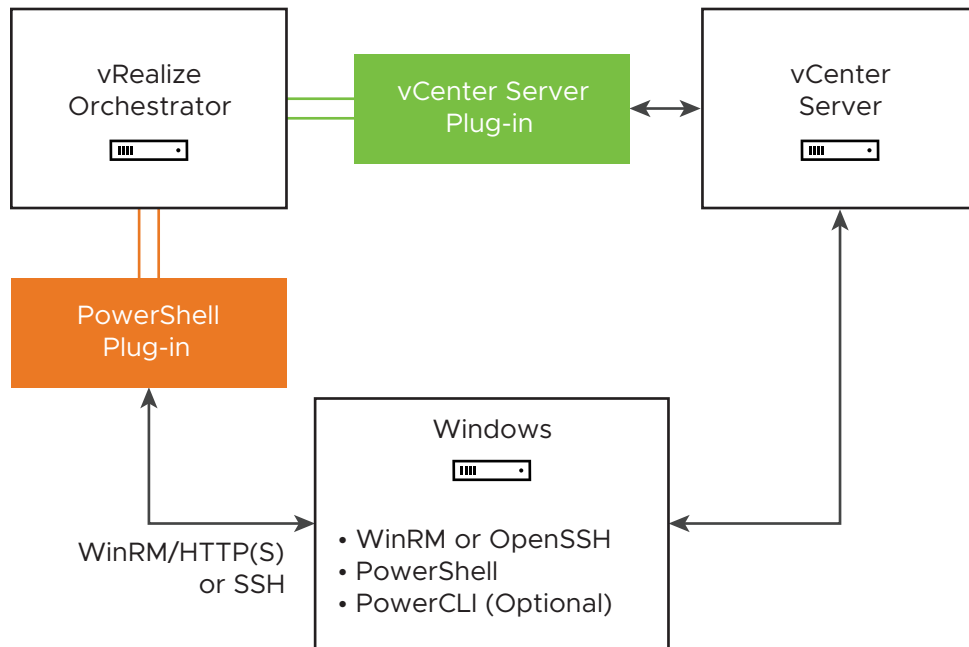 vRealize
Orchestrator
vCenter Server
Plug-in
vCenter
Server
PowerShell
Plug-in
WinRM/HTTP(S)
or SSH
Windows
• WinRM or OpenSSH
• PowerShell
• PowerCLI (Optional)